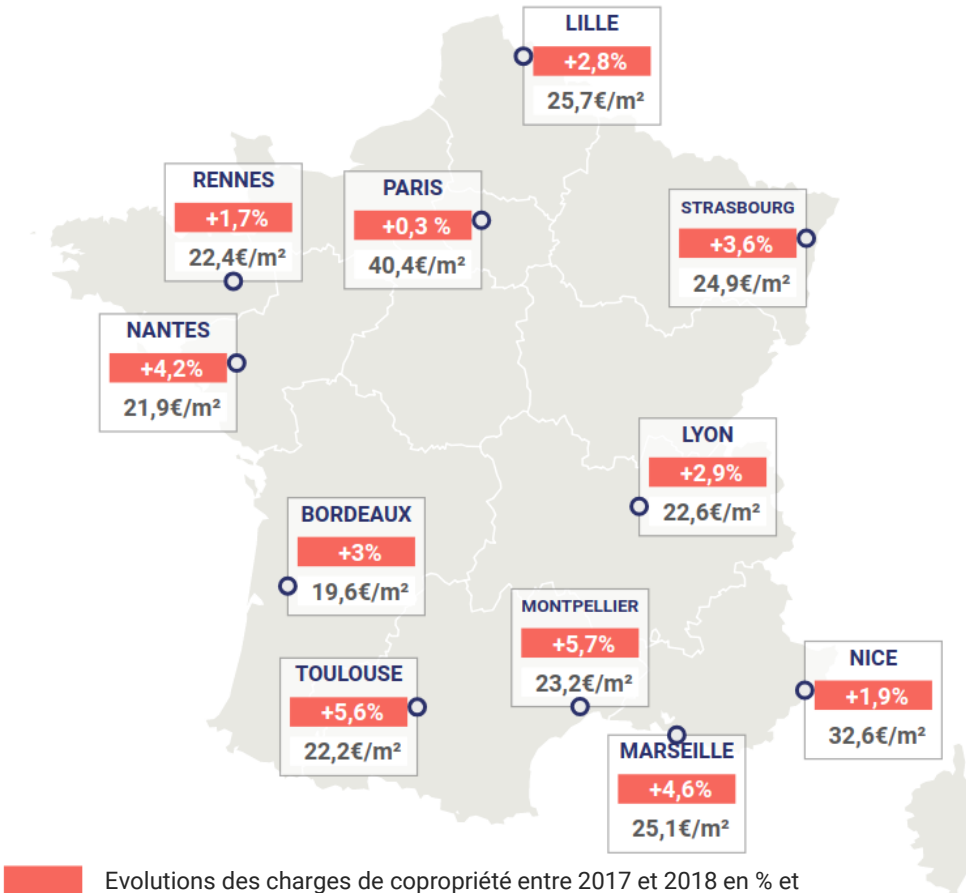 LILLE
+2,8%
25,7€/m²
RENNES
+1,7%
22,4€/m²
PARIS
+0,3 %
40,4€/m²
STRASBOURG
+3,6%
24,9€/m²
NANTES
+4,2%
21,9€/m²
LYON
+2,9%
22,6€/m²
BORDEAUX
+3%
19,6€/m²
MONTPELLIER
+5,7%
23,2€/m²
TOULOUSE
+5,6%
22,2€/m²
NICE
+1,9%
32,6€/m²
MARSEILLE
+4,6%
25,1€/m²
Evolutions des charges de copropriété entre 2017 et 2018 en % et